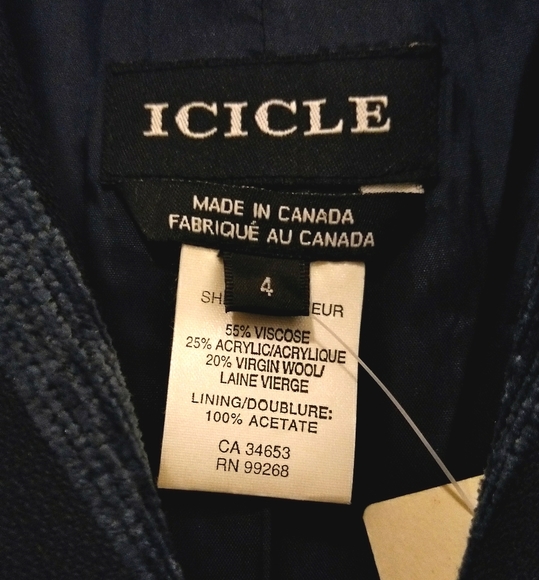 ICICLE
MADE IN CANADA
FABRIQUÉ AU CANADA
4
55% VISCOSE
25% ACRYLIC/ACRYLIQUE
20% VIRGIN WOOL/
LAINE VIERGE
LINING/DOUBLURE:
100% ACETATE
CA 34653
RN 99268